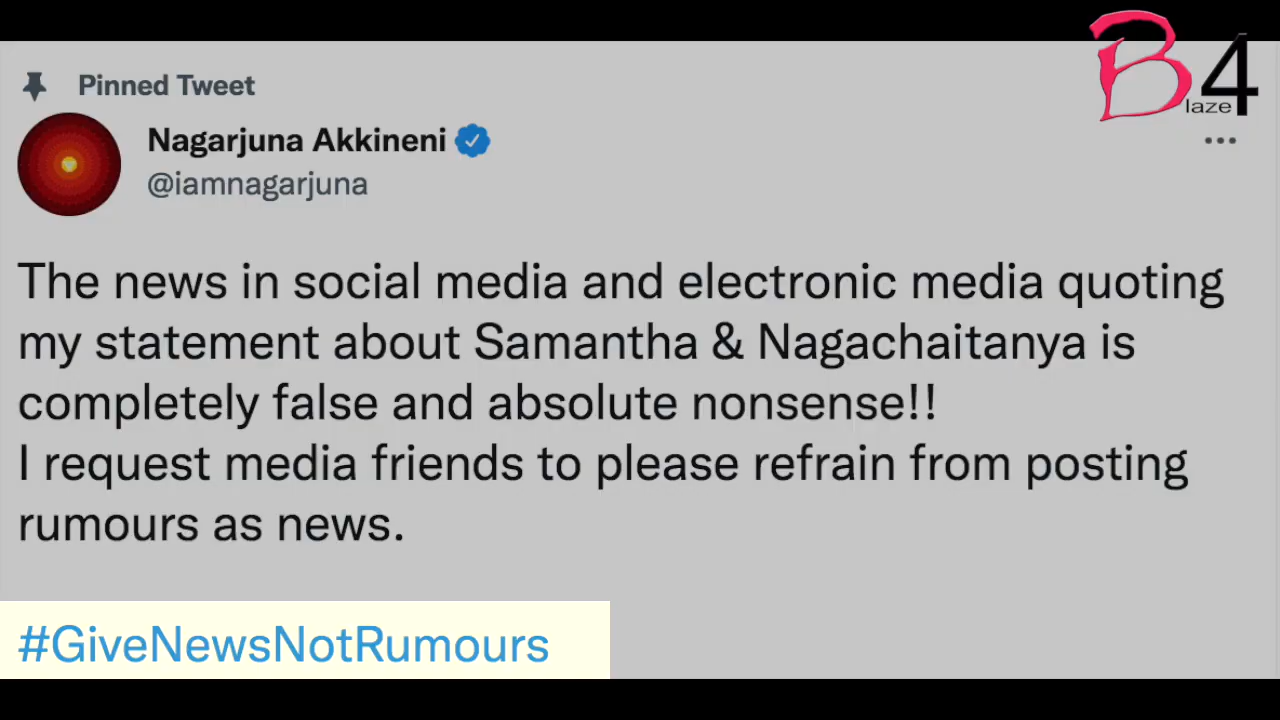 B
laze
4
Pinned Tweet
Nagarjuna Akkineni
@iamnagarjuna
The news in social media and electronic media quoting
my statement about Samantha & Nagachaitanya is
completely false and absolute nonsense!!
I request media friends to please refrain from posting
rumours as news.
#GiveNewsNotRumours